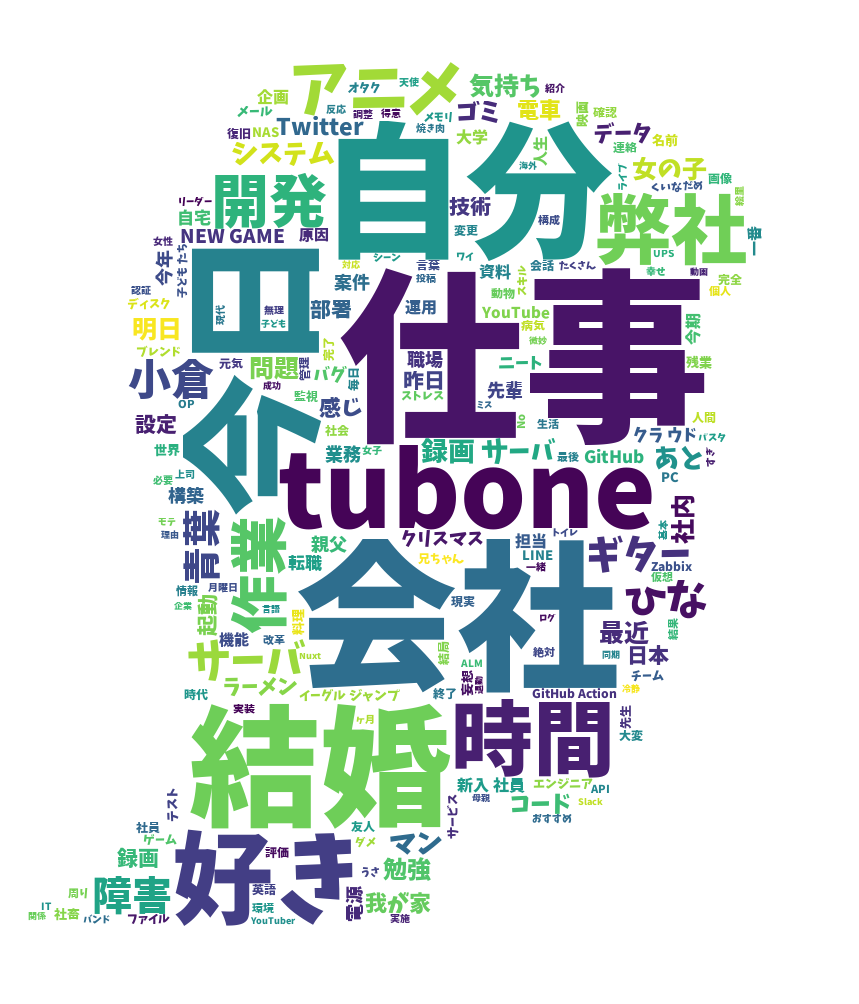 アニメ
オタク
天使
気持ち
紹介
企画
メール
反応
調整
得意
メモリ
ゴミ
電車
映画
確認
復旧
NAS
Twitter
焼き肉
大学
人生
データ
名前
連絡
システム
自分
海外
ライブ
女の子
画像
くいなだめ
絵里
リーダー
開発
技術
弊社
自宅
変更
構成
一番
NEW GAME
原因
女性
今年
子どもたち
日
対応
シーン
言葉
ワイ
UPS
会話
たくさん
幸せ
動画
認証
案件
投稿
資料
スキル
完全
ディスク
現代
無理
子ども
部署
運用
仕事
動物
個人
明日
YouTube
病気
今期
ブレンド
完了
微妙
小倉
元気
問題
管理
バグ
毎日
職場
昨日
ニート
残業
成功
今
監視
感じ
ストレス
先輩
OP
ミス
設定
社会
No
生活
人間
クラウド
パスタ
世界
業務
女子
録画
サーバ
最後
GitHub
あと
すき
必要
上司
tubone
PC
構築
社内
モテ
青葉
作業
親父
クリスマス
担当
トイレ
基本
理由
転職
兄ちゃん
LINE
一緒
ギター
Zabbix
情報
月曜日
会社
仮想
企業
言語
現実
ひな
起動
料理
ログ
最近
結果
機能
改革
結局
絶対
同期
日本
サーバ
Nuxt
ALM
妄想
運動
チーム
時代
ラーメン
イーグルジャンプ
終了
GitHub Action
冷静
実装
結婚
ヶ月
時間
先生
大変
テスト
新入社員
エンジニア
API
母親
コード
Slack
社員
友人
サービス
おすすめ
ゲーム
好き
評価
ダメ
マン
録画
うさ
勉強
周り
障害
英語
電源
我が家
IT
関係
社畜
バンド
ファイル
環境
YouTuber
実施